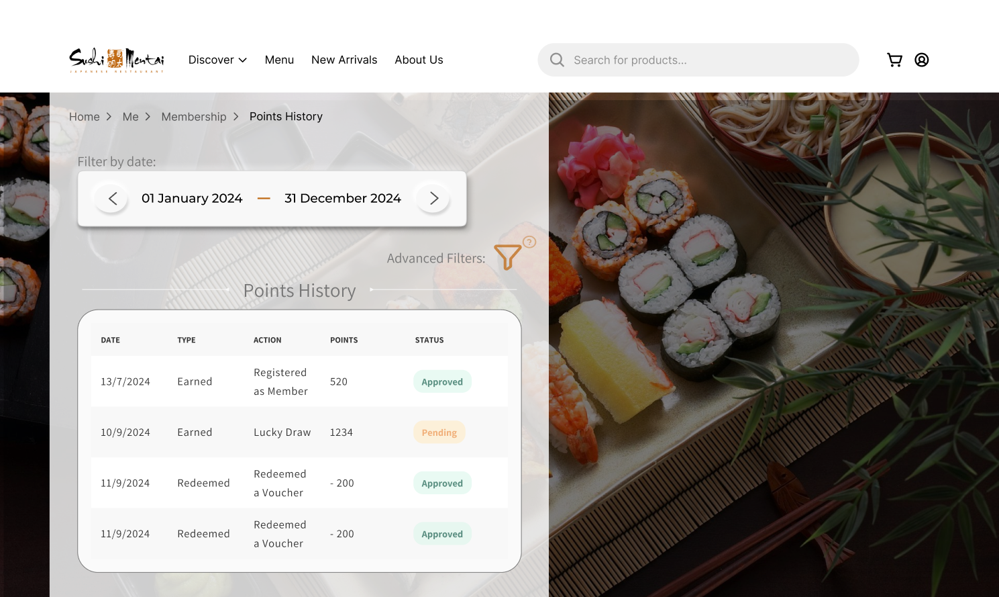 Sushi Mentai
JAPANESE RESTAURANT
Discover
Menu
New Arrivals
About Us
Search for products...
Home > Me > Membership > Points History
Filter by date:
01 January 2024 — 31 December 2024
?
Advanced Filters:
Points History
DATE TYPE ACTION POINTS STATUS
13/7/2024 Earned Registered as Member 520 Approved
10/9/2024 Earned Lucky Draw 1234 Pending
11/9/2024 Redeemed Redeemed a Voucher - 200 Approved
11/9/2024 Redeemed Redeemed a Voucher - 200 Approved